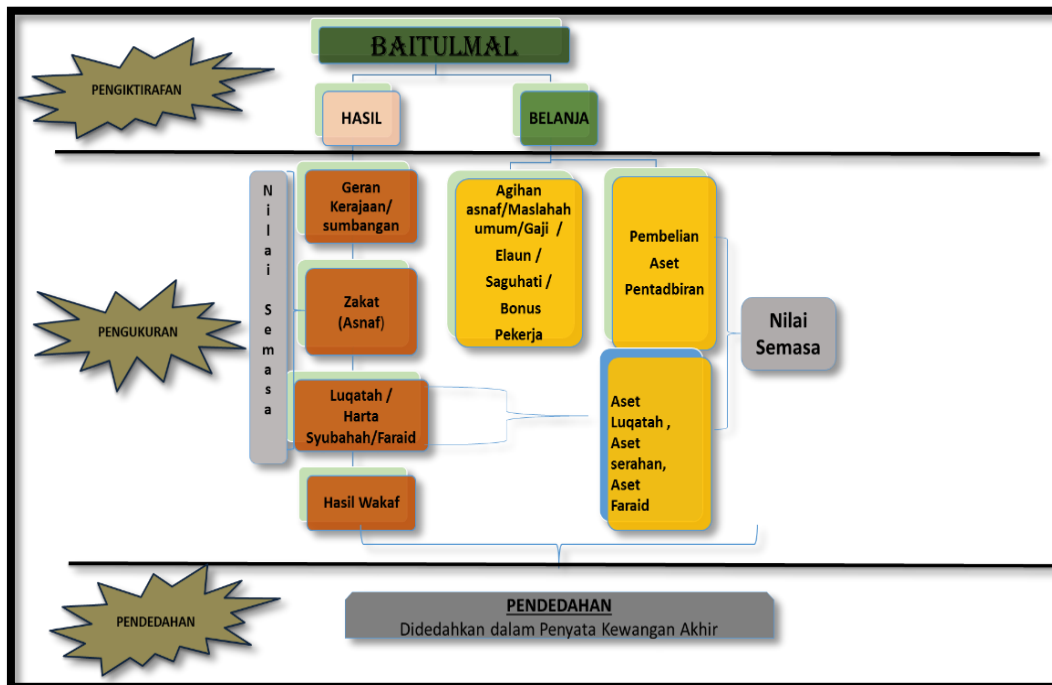 BAITULMAL
PENGIKTIRAFAN
HASIL
BELANJA
Nilai Semasa
Geran
Kerajaan/
sumbangan
Agihan
asnaf/Maslahah
umum/Gaji /
Elaun /
Saguhati /
Bonus
Pekerja
Pembelian
Aset
Pentadbiran
PENGUKURAN
Zakat
(Asnaf)
Nilai
Semasa
Luqatah /
Harta
Syubahah/Faraid
Aset
Luqatah ,
Aset
serahan,
Aset
Faraid
Hasil Wakaf
PENDEDAHAN
PENDEDAHAN
Didedahkan dalam Penyata Kewangan Akhir